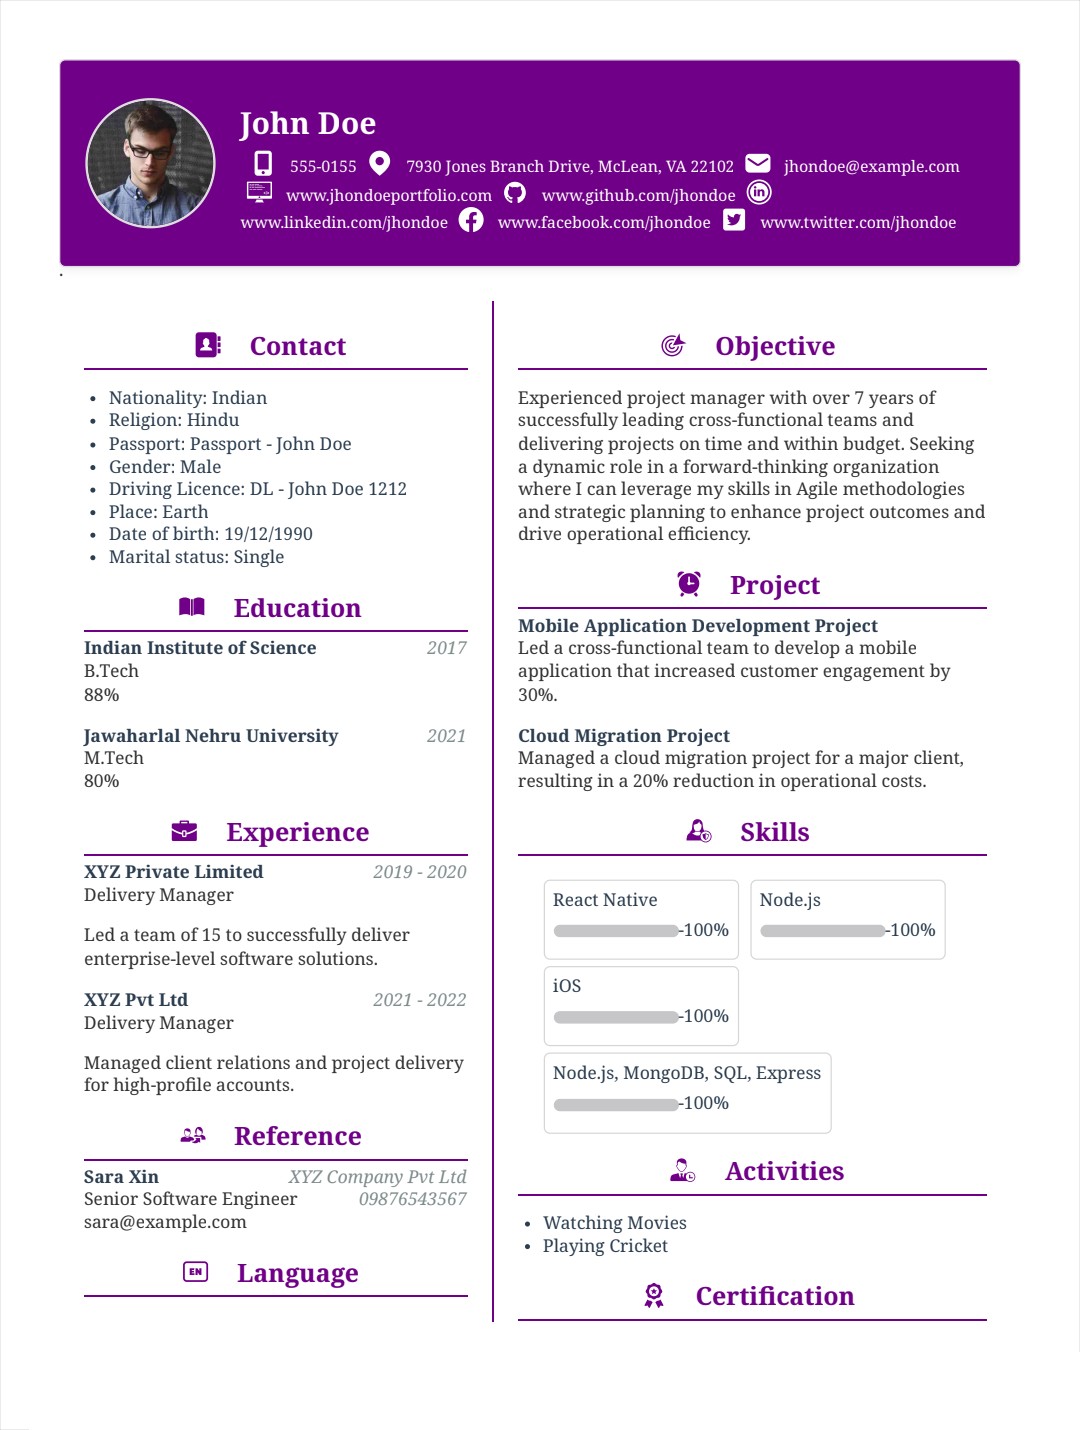 John Doe
555-0155 7930 Jones Branch Drive, McLean, VA 22102 jhondoe@example.com
www.jhondoeportfolio.com www.github.com/jhondoe
www.linkedin.com/jhondoe www.facebook.com/jhondoe www.twitter.com/jhondoe
.
Contact
• Nationality: Indian
• Religion: Hindu
• Passport: Passport - John Doe
• Gender: Male
• Driving Licence: DL - John Doe 1212
• Place: Earth
• Date of birth: 19/12/1990
• Marital status: Single
Education
Indian Institute of Science 2017
B.Tech
88%
Jawaharlal Nehru University 2021
M.Tech
80%
Experience
XYZ Private Limited 2019 - 2020
Delivery Manager
Led a team of 15 to successfully deliver
enterprise-level software solutions.
XYZ Pvt Ltd 2021 - 2022
Delivery Manager
Managed client relations and project delivery
for high-profile accounts.
Reference
Sara Xin XYZ Company Pvt Ltd
Senior Software Engineer 09876543567
sara@example.com
EN Language
Objective
Experienced project manager with over 7 years of
successfully leading cross-functional teams and
delivering projects on time and within budget. Seeking
a dynamic role in a forward-thinking organization
where I can leverage my skills in Agile methodologies
and strategic planning to enhance project outcomes and
drive operational efficiency.
Project
Mobile Application Development Project
Led a cross-functional team to develop a mobile
application that increased customer engagement by
30%.
Cloud Migration Project
Managed a cloud migration project for a major client,
resulting in a 20% reduction in operational costs.
Skills
React Native
-100%
Node.js
-100%
iOS
-100%
Node.js, MongoDB, SQL, Express
-100%
Activities
• Watching Movies
• Playing Cricket
Certification